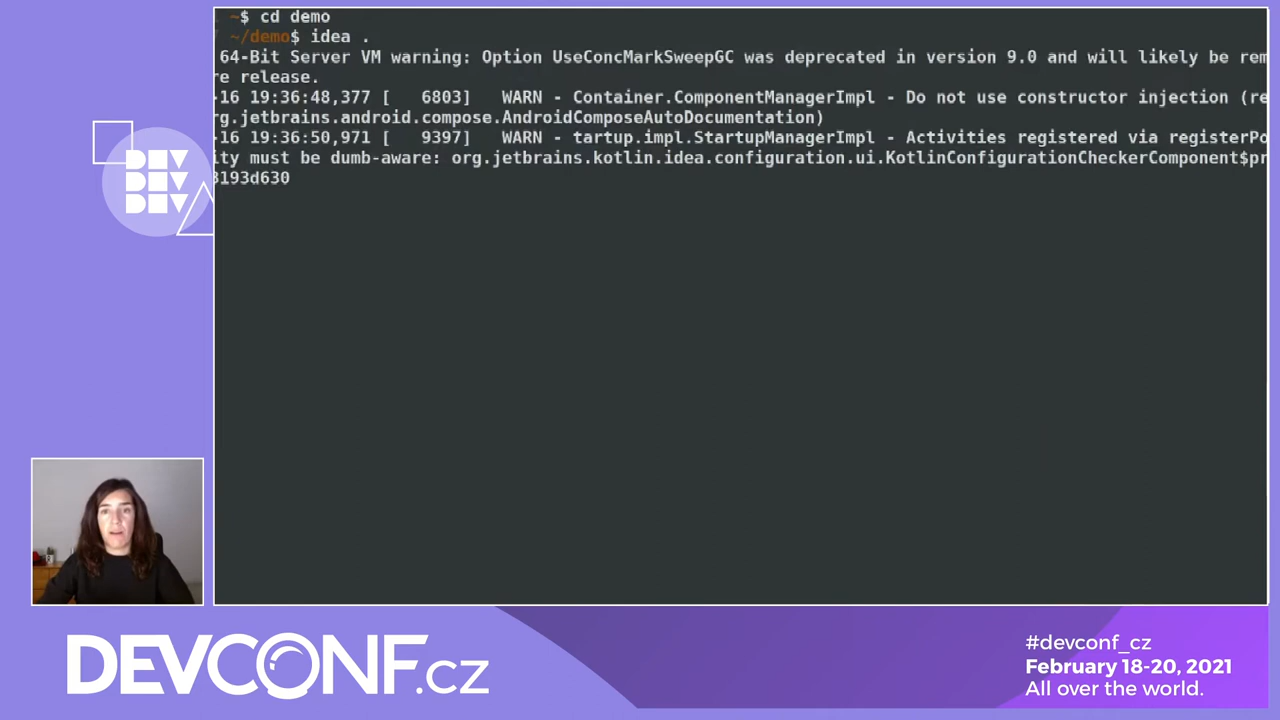 ~$ cd demo
~/demo$ idea .
64-Bit Server VM warning: Option UseConcMarkSweepGC was deprecated in version 9.0 and will likely be rem
re release.
-16 19:36:48,377 [   6803]   WARN - Container.ComponentManagerImpl - Do not use constructor injection (re
rg.jetbrains.android.compose.AndroidComposeAutoDocumentation)
-16 19:36:50,971 [   9397]   WARN - tartup.impl.StartupManagerImpl - Activities registered via registerPo
ity must be dumb-aware: org.jetbrains.kotlin.idea.configuration.ui.KotlinConfigurationCheckerComponent$pr
3193d630
DEV
DEV
DEV
DEVCONF.cz
#devconf_cz
February 18-20, 2021
All over the world.